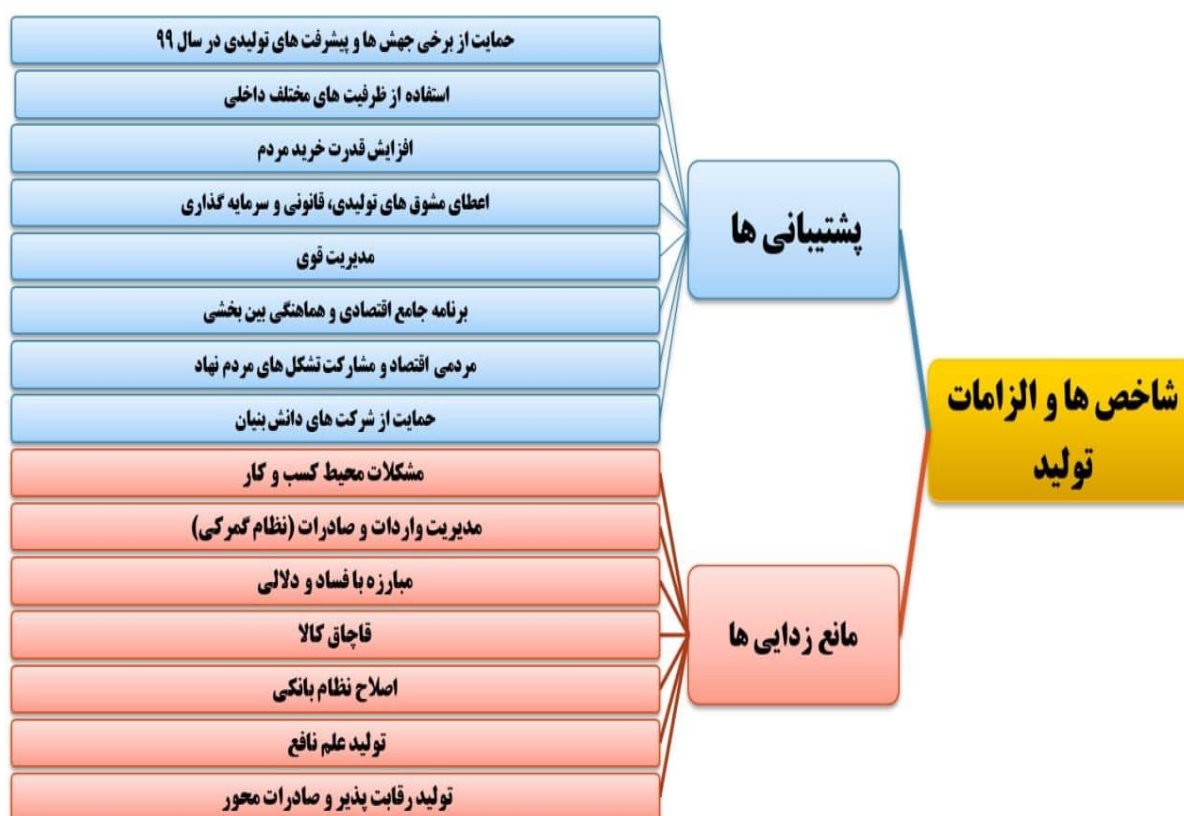 شاخص ها و الزامات
تولید
پشتیبانی ها
حمایت از برخی جهش ها و پیشرفت های تولیدی در سال ۹۹
استفاده از ظرفیت های مختلف داخلی
افزایش قدرت خرید مردم
اعطای مشوق های تولیدی، قانونی و سرمایه گذاری
مدیریت قوی
برنامه جامع اقتصادی و هماهنگی بین بخشی
مردمی اقتصاد و مشارکت تشکل های مردم نهاد
حمایت از شرکت های دانش بنیان
مانع زدایی ها
مشکلات محیط کسب و کار
مدیریت واردات و صادرات (نظام گمرکی)
مبارزه با فساد و دلالی
قاچاق کالا
اصلاح نظام بانکی
تولید علم نافع
تولید رقابت پذیر و صادرات محور